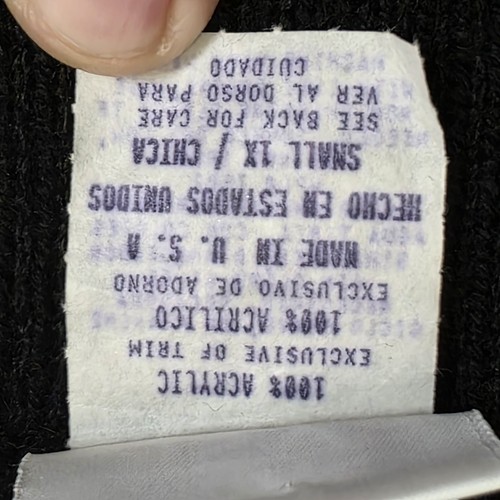 100% ACRYLIC
EXCLUSIVE OF TRIM
100% ACRILICO
EXCLUSIVO DE ADORNO
MADE IN U. S. A
HECHO EN ESTADOS UNIDOS
SMALL 1X / CHICA
SEE BACK FOR CARE
VER AL DORSO PARA
CUIDADO